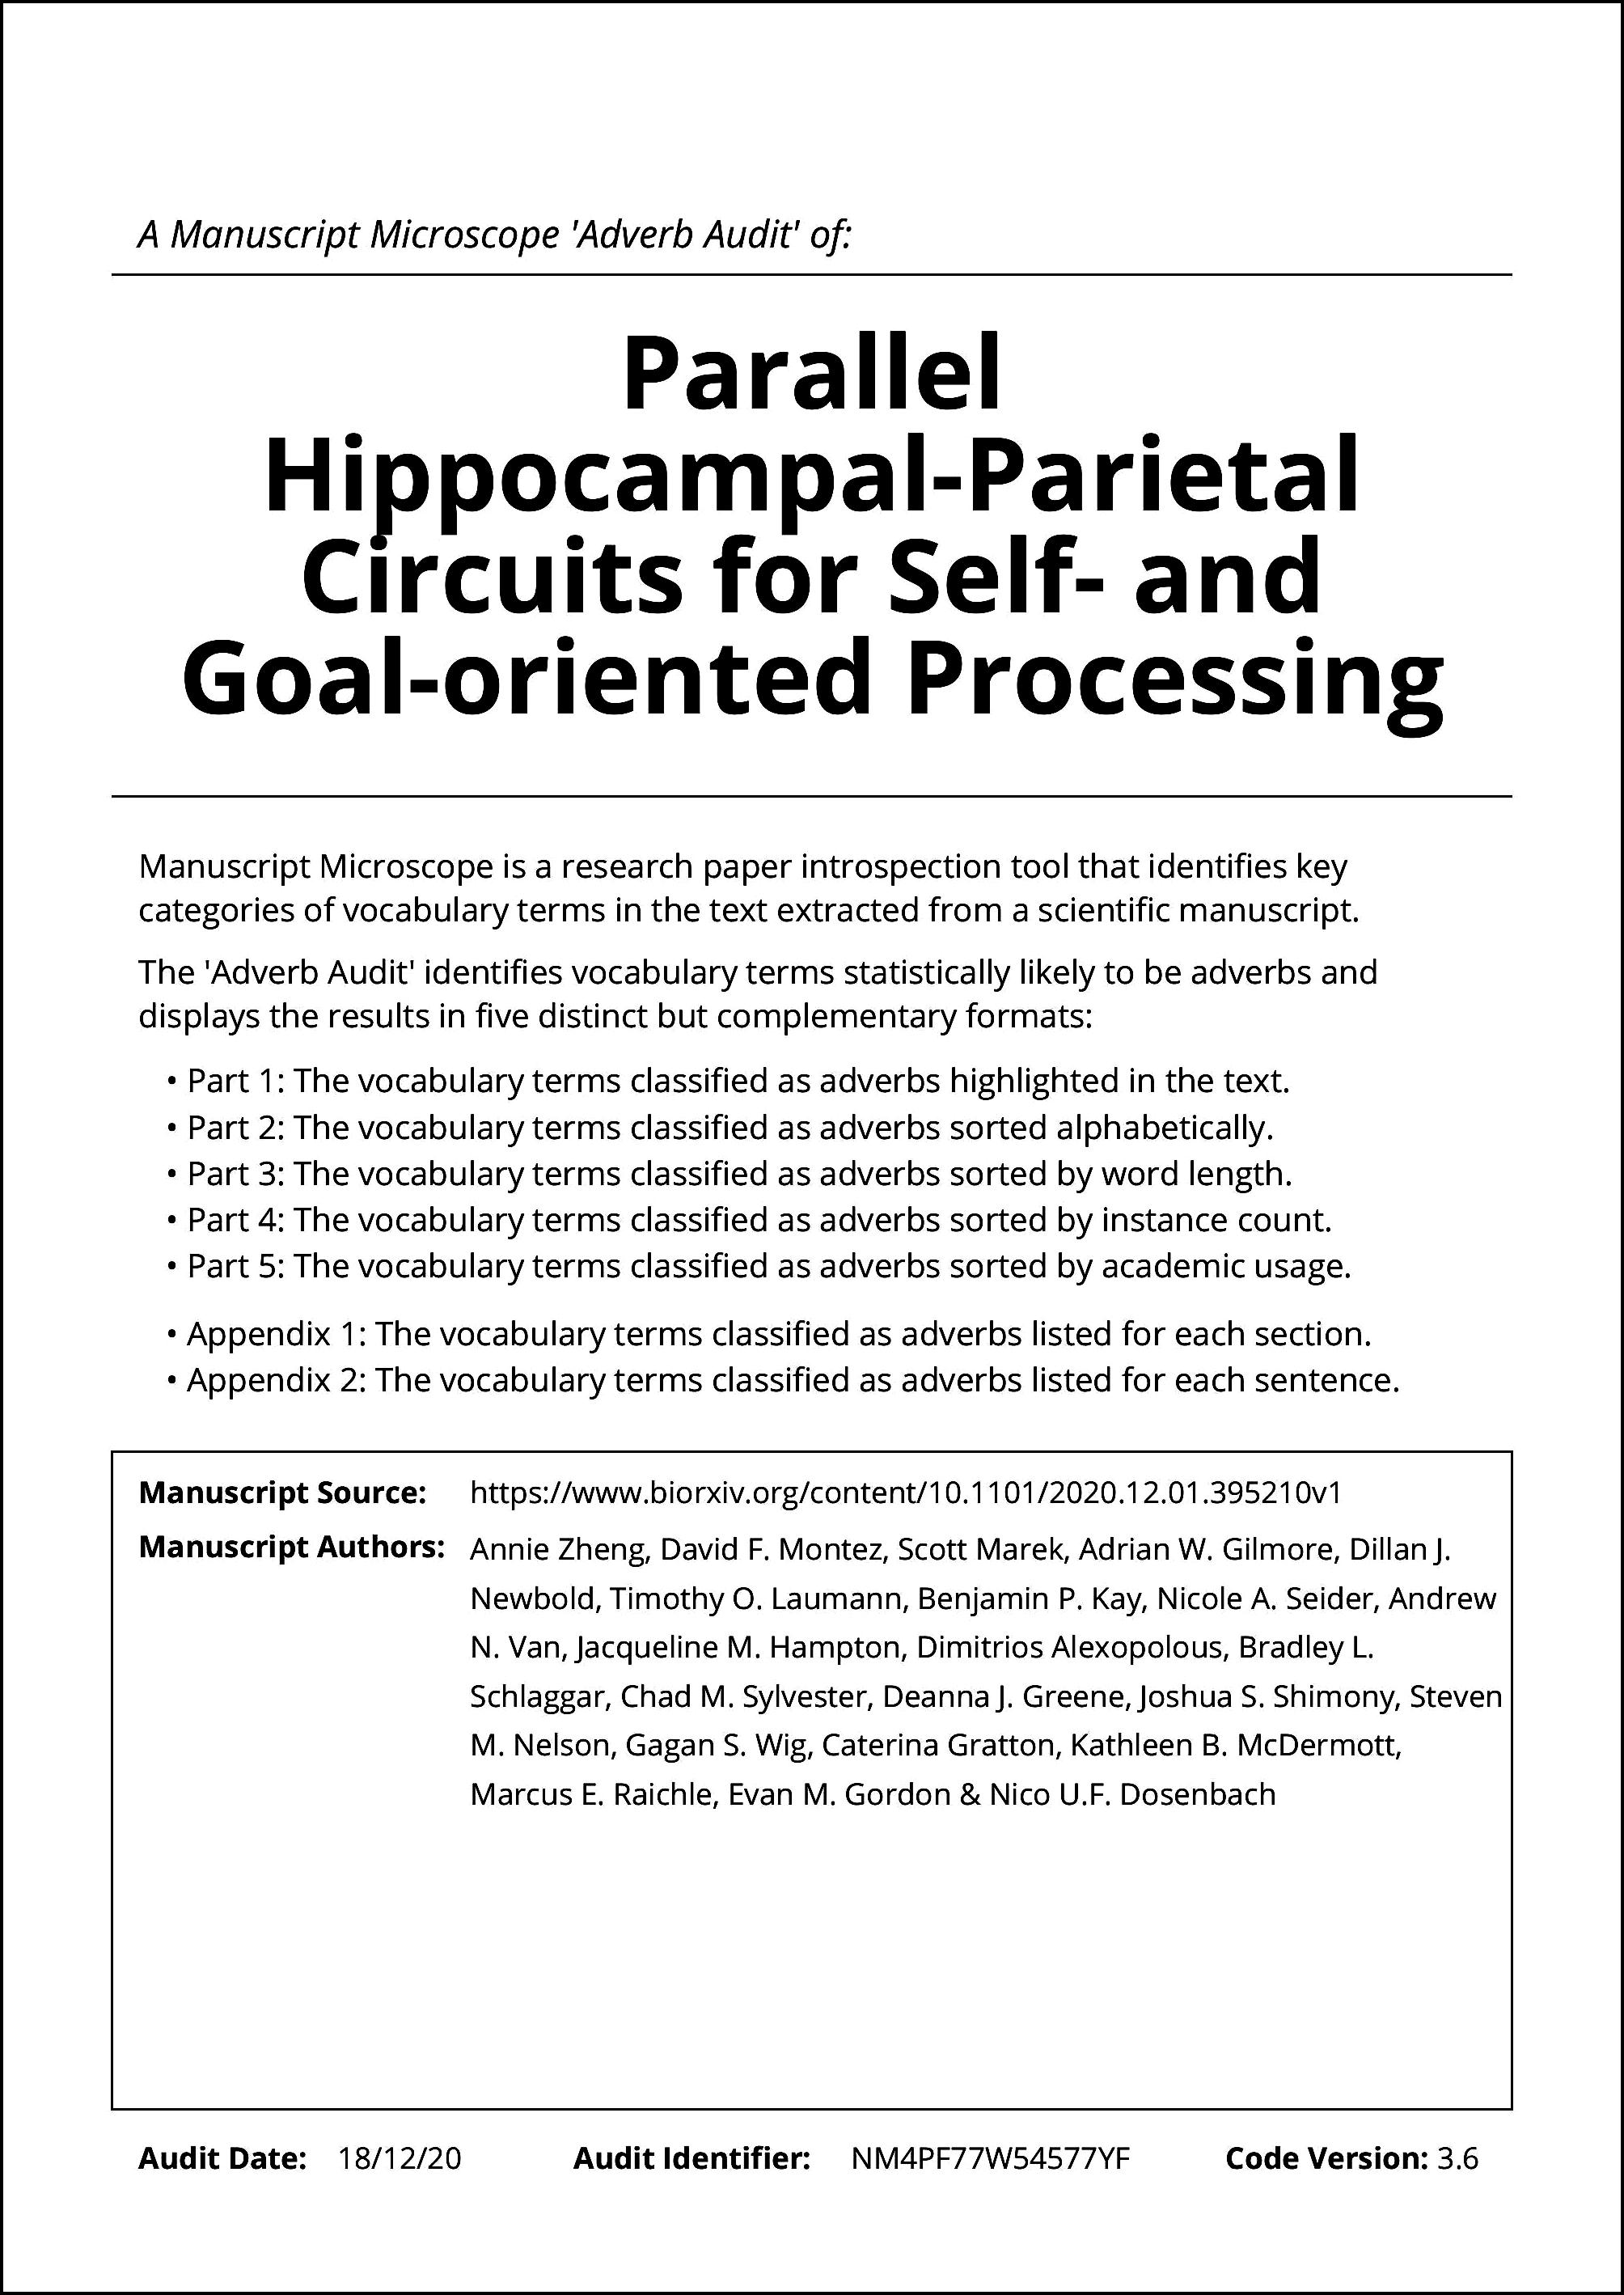 A Manuscript Microscope 'Adverb Audit' of:
Parallel
Hippocampal-Parietal
Circuits for Self- and
Goal-oriented Processing
Manuscript Microscope is a research paper introspection tool that identifies key
categories of vocabulary terms in the text extracted from a scientific manuscript.
The 'Adverb Audit' identifies vocabulary terms statistically likely to be adverbs and
displays the results in five distinct but complementary formats:
• Part 1: The vocabulary terms classified as adverbs highlighted in the text.
• Part 2: The vocabulary terms classified as adverbs sorted alphabetically.
• Part 3: The vocabulary terms classified as adverbs sorted by word length.
• Part 4: The vocabulary terms classified as adverbs sorted by instance count.
• Part 5: The vocabulary terms classified as adverbs sorted by academic usage.
• Appendix 1: The vocabulary terms classified as adverbs listed for each section.
• Appendix 2: The vocabulary terms classified as adverbs listed for each sentence.
Manuscript Source: https://www.biorxiv.org/content/10.1101/2020.12.01.395210v1
Manuscript Authors: Annie Zheng, David F. Montez, Scott Marek, Adrian W. Gilmore, Dillan J.
Newbold, Timothy O. Laumann, Benjamin P. Kay, Nicole A. Seider, Andrew
N. Van, Jacqueline M. Hampton, Dimitrios Alexopolous, Bradley L.
Schlaggar, Chad M. Sylvester, Deanna J. Greene, Joshua S. Shimony, Steven
M. Nelson, Gagan S. Wig, Caterina Gratton, Kathleen B. McDermott,
Marcus E. Raichle, Evan M. Gordon & Nico U.F. Dosenbach
Audit Date: 18/12/20 Audit Identifier: NM4PF77W54577YF Code Version: 3.6